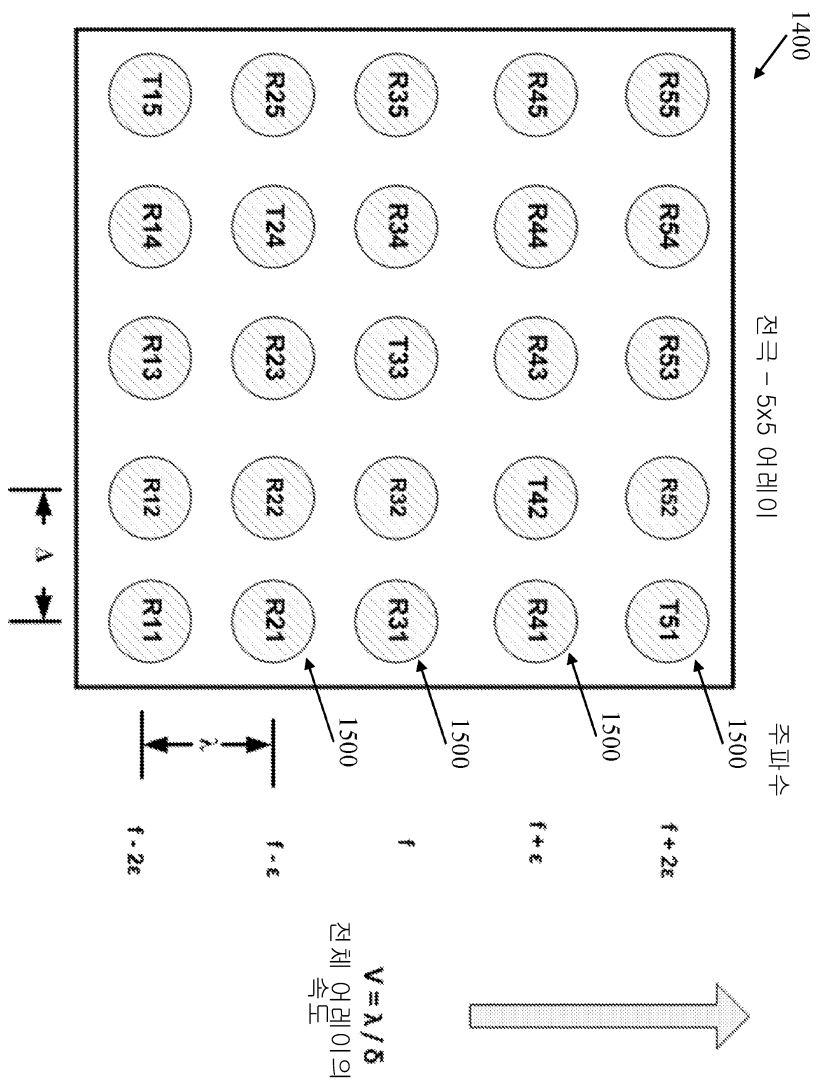 1400
전극 - 5x5 어레이
주파수
R55 R54 R53 R52 T51
1500
f + 2ε
R45 R44 R43 T42 R41
1500
f + ε
R35 R34 T33 R32 R31
1500
f
R25 T24 R23 R22 R21
1500
f - ε
T15 R14 R13 R12 R11
f - 2ε
λ
Δ
V = λ / δ
전체 어레이의
속도